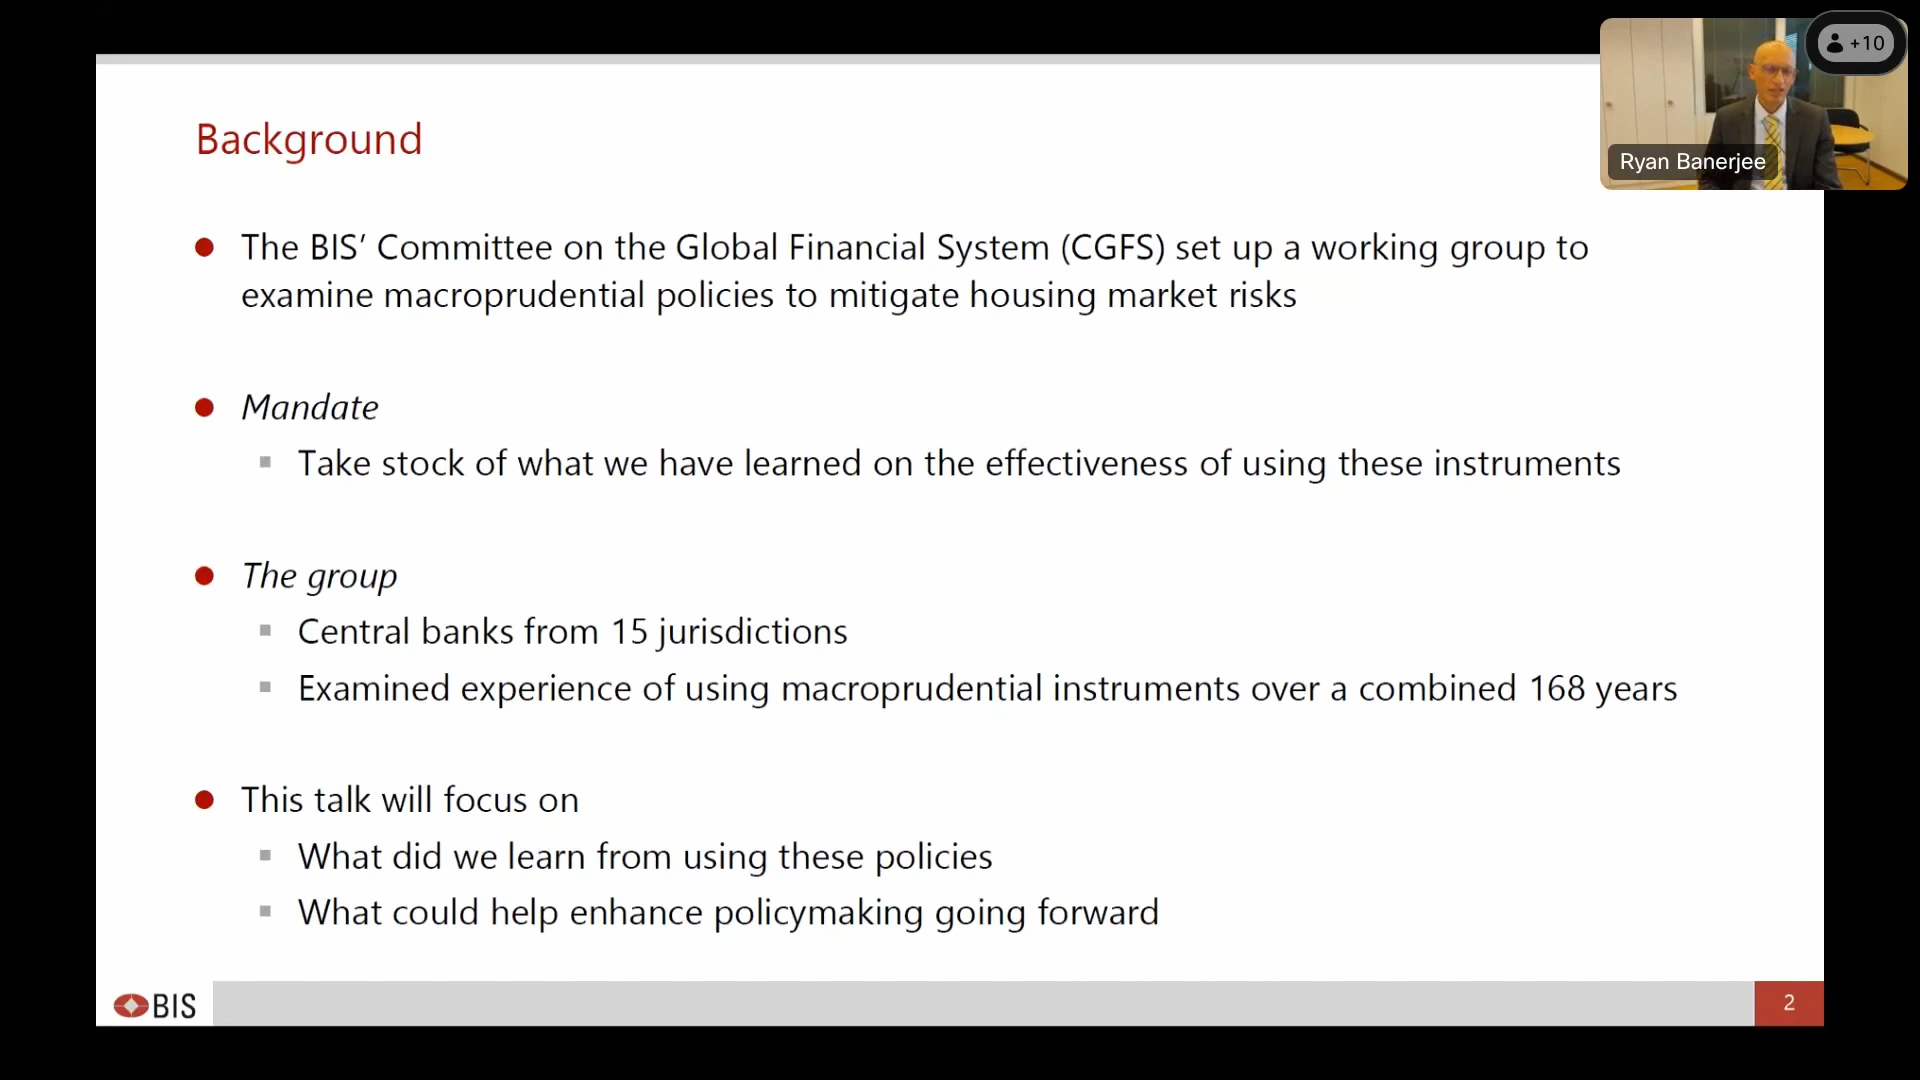 +10
Ryan Banerjee
Background
The BIS’ Committee on the Global Financial System (CGFS) set up a working group to
examine macroprudential policies to mitigate housing market risks
Mandate
Take stock of what we have learned on the effectiveness of using these instruments
The group
Central banks from 15 jurisdictions
Examined experience of using macroprudential instruments over a combined 168 years
This talk will focus on
What did we learn from using these policies
What could help enhance policymaking going forward
BIS
2